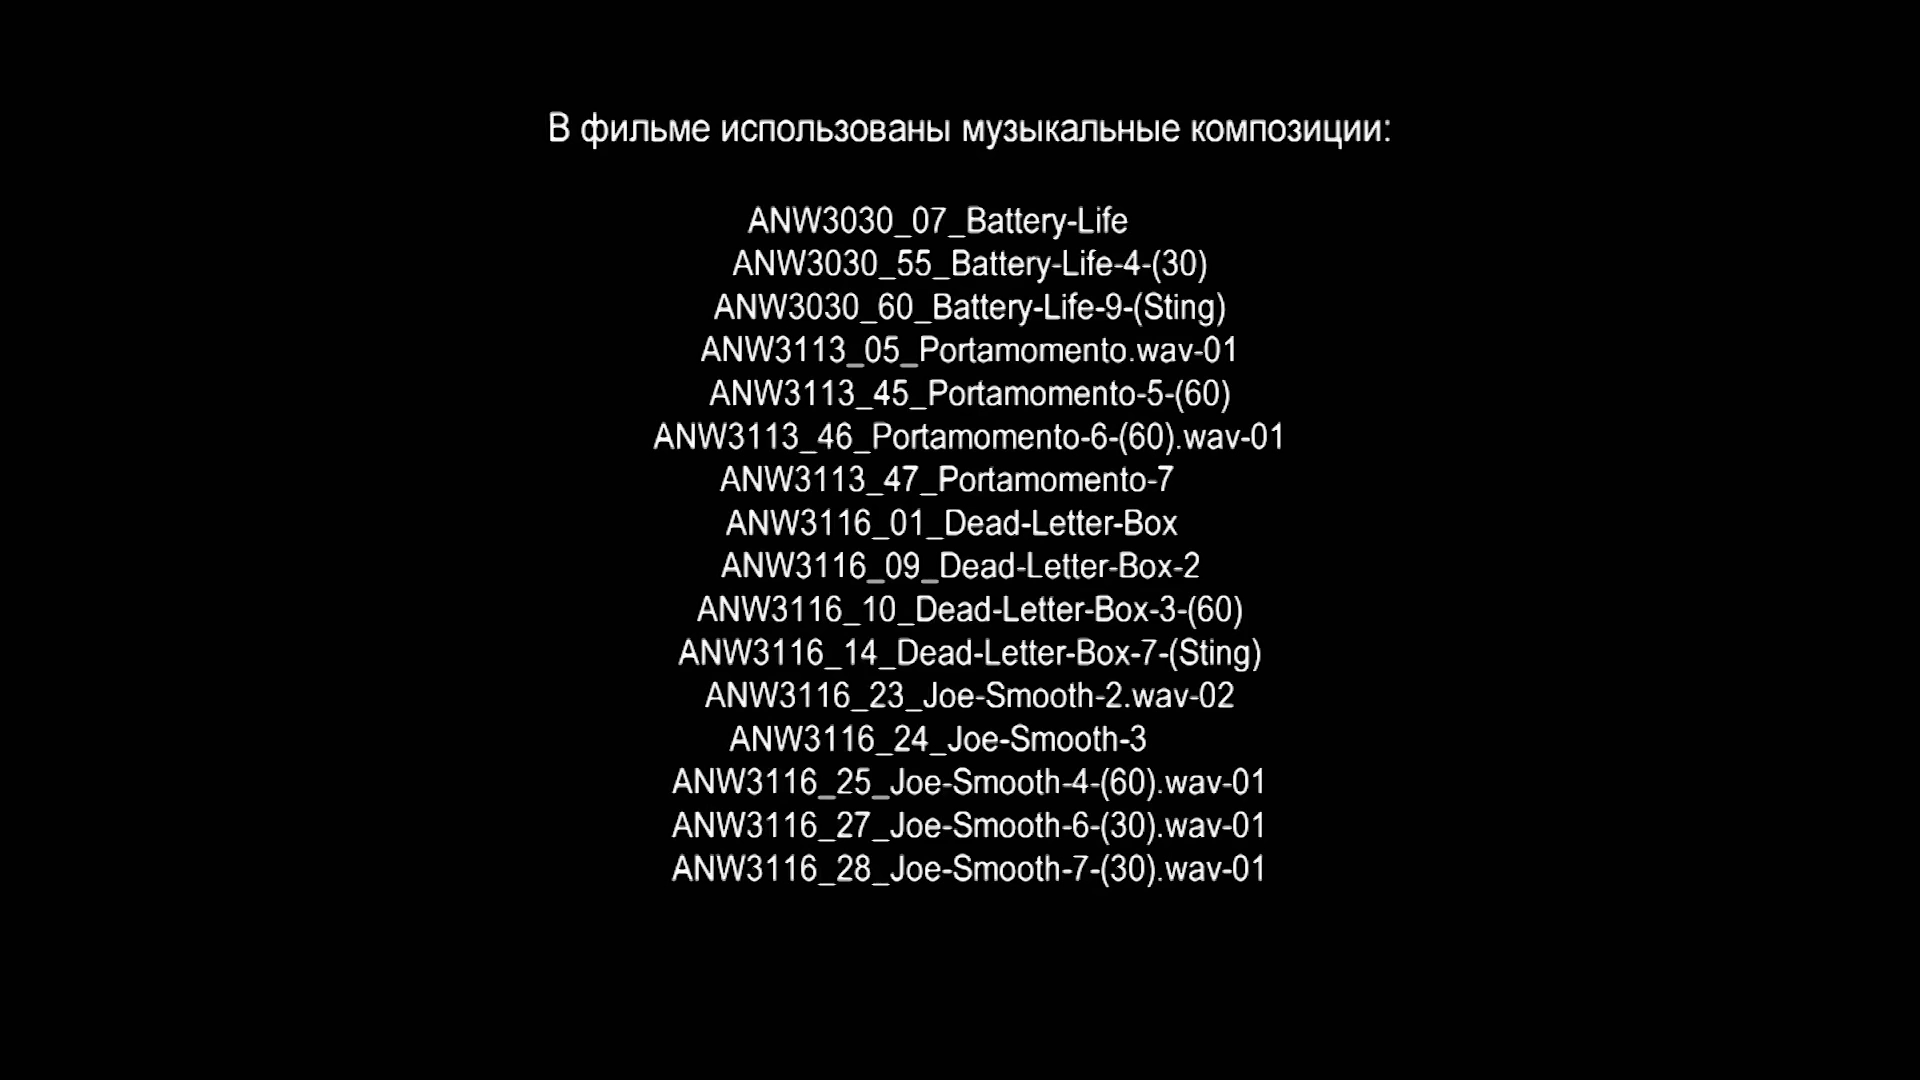 В фильме использованы музыкальные композиции:
ANW3030_07_Battery-Life
ANW3030_55_Battery-Life-4-(30)
ANW3030_60_Battery-Life-9-(Sting)
ANW3113_05_Portamomento.wav-01
ANW3113_45_Portamomento-5-(60)
ANW3113_46_Portamomento-6-(60).wav-01
ANW3113_47_Portamomento-7
ANW3116_01_Dead-Letter-Box
ANW3116_09_Dead-Letter-Box-2
ANW3116_10_Dead-Letter-Box-3-(60)
ANW3116_14_Dead-Letter-Box-7-(Sting)
ANW3116_23_Joe-Smooth-2.wav-02
ANW3116_24_Joe-Smooth-3
ANW3116_25_Joe-Smooth-4-(60).wav-01
ANW3116_27_Joe-Smooth-6-(30).wav-01
ANW3116_28_Joe-Smooth-7-(30).wav-01